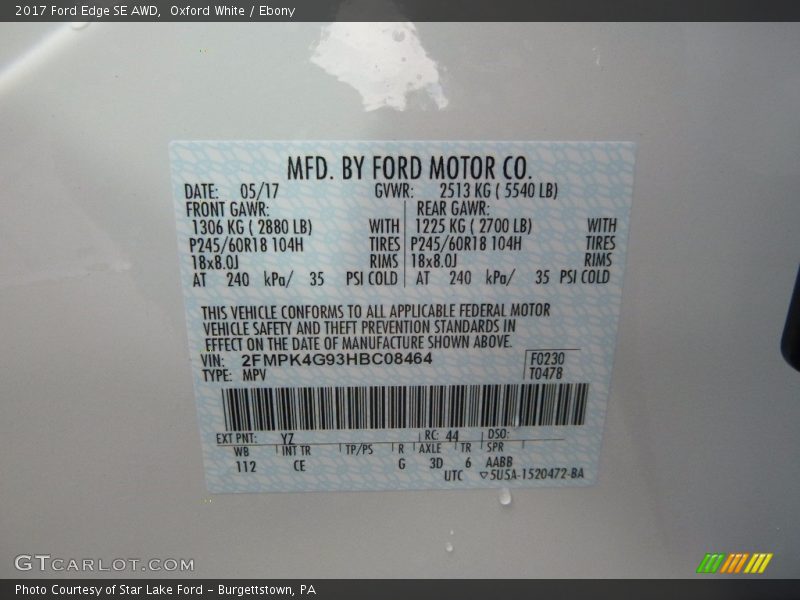 2017 Ford Edge SE AWD, Oxford White / Ebony
MFD. BY FORD MOTOR CO.
DATE: 05/17 GVWR: 2513 KG ( 5540 LB)
FRONT GAWR: REAR GAWR:
1306 KG ( 2880 LB) WITH 1225 KG ( 2700 LB) WITH
P245/60R18 104H TIRES P245/60R18 104H TIRES
18x8.0J RIMS 18x8.0J RIMS
AT 240 kPa/ 35 PSI COLD AT 240 kPa/ 35 PSI COLD
THIS VEHICLE CONFORMS TO ALL APPLICABLE FEDERAL MOTOR
VEHICLE SAFETY AND THEFT PREVENTION STANDARDS IN
EFFECT ON THE DATE OF MANUFACTURE SHOWN ABOVE.
VIN: 2FMPK4G93HBC08464 F0230
TYPE: MPV T0478
EXT PNT: YZ RC: 44 DSO:
WB INT TR TP/PS R AXLE TR SPR
112 CE G 3D 6 AABB
UTC ▽5U5A-1520472-BA
GTCARLOT.COM
Photo Courtesy of Star Lake Ford - Burgettstown, PA